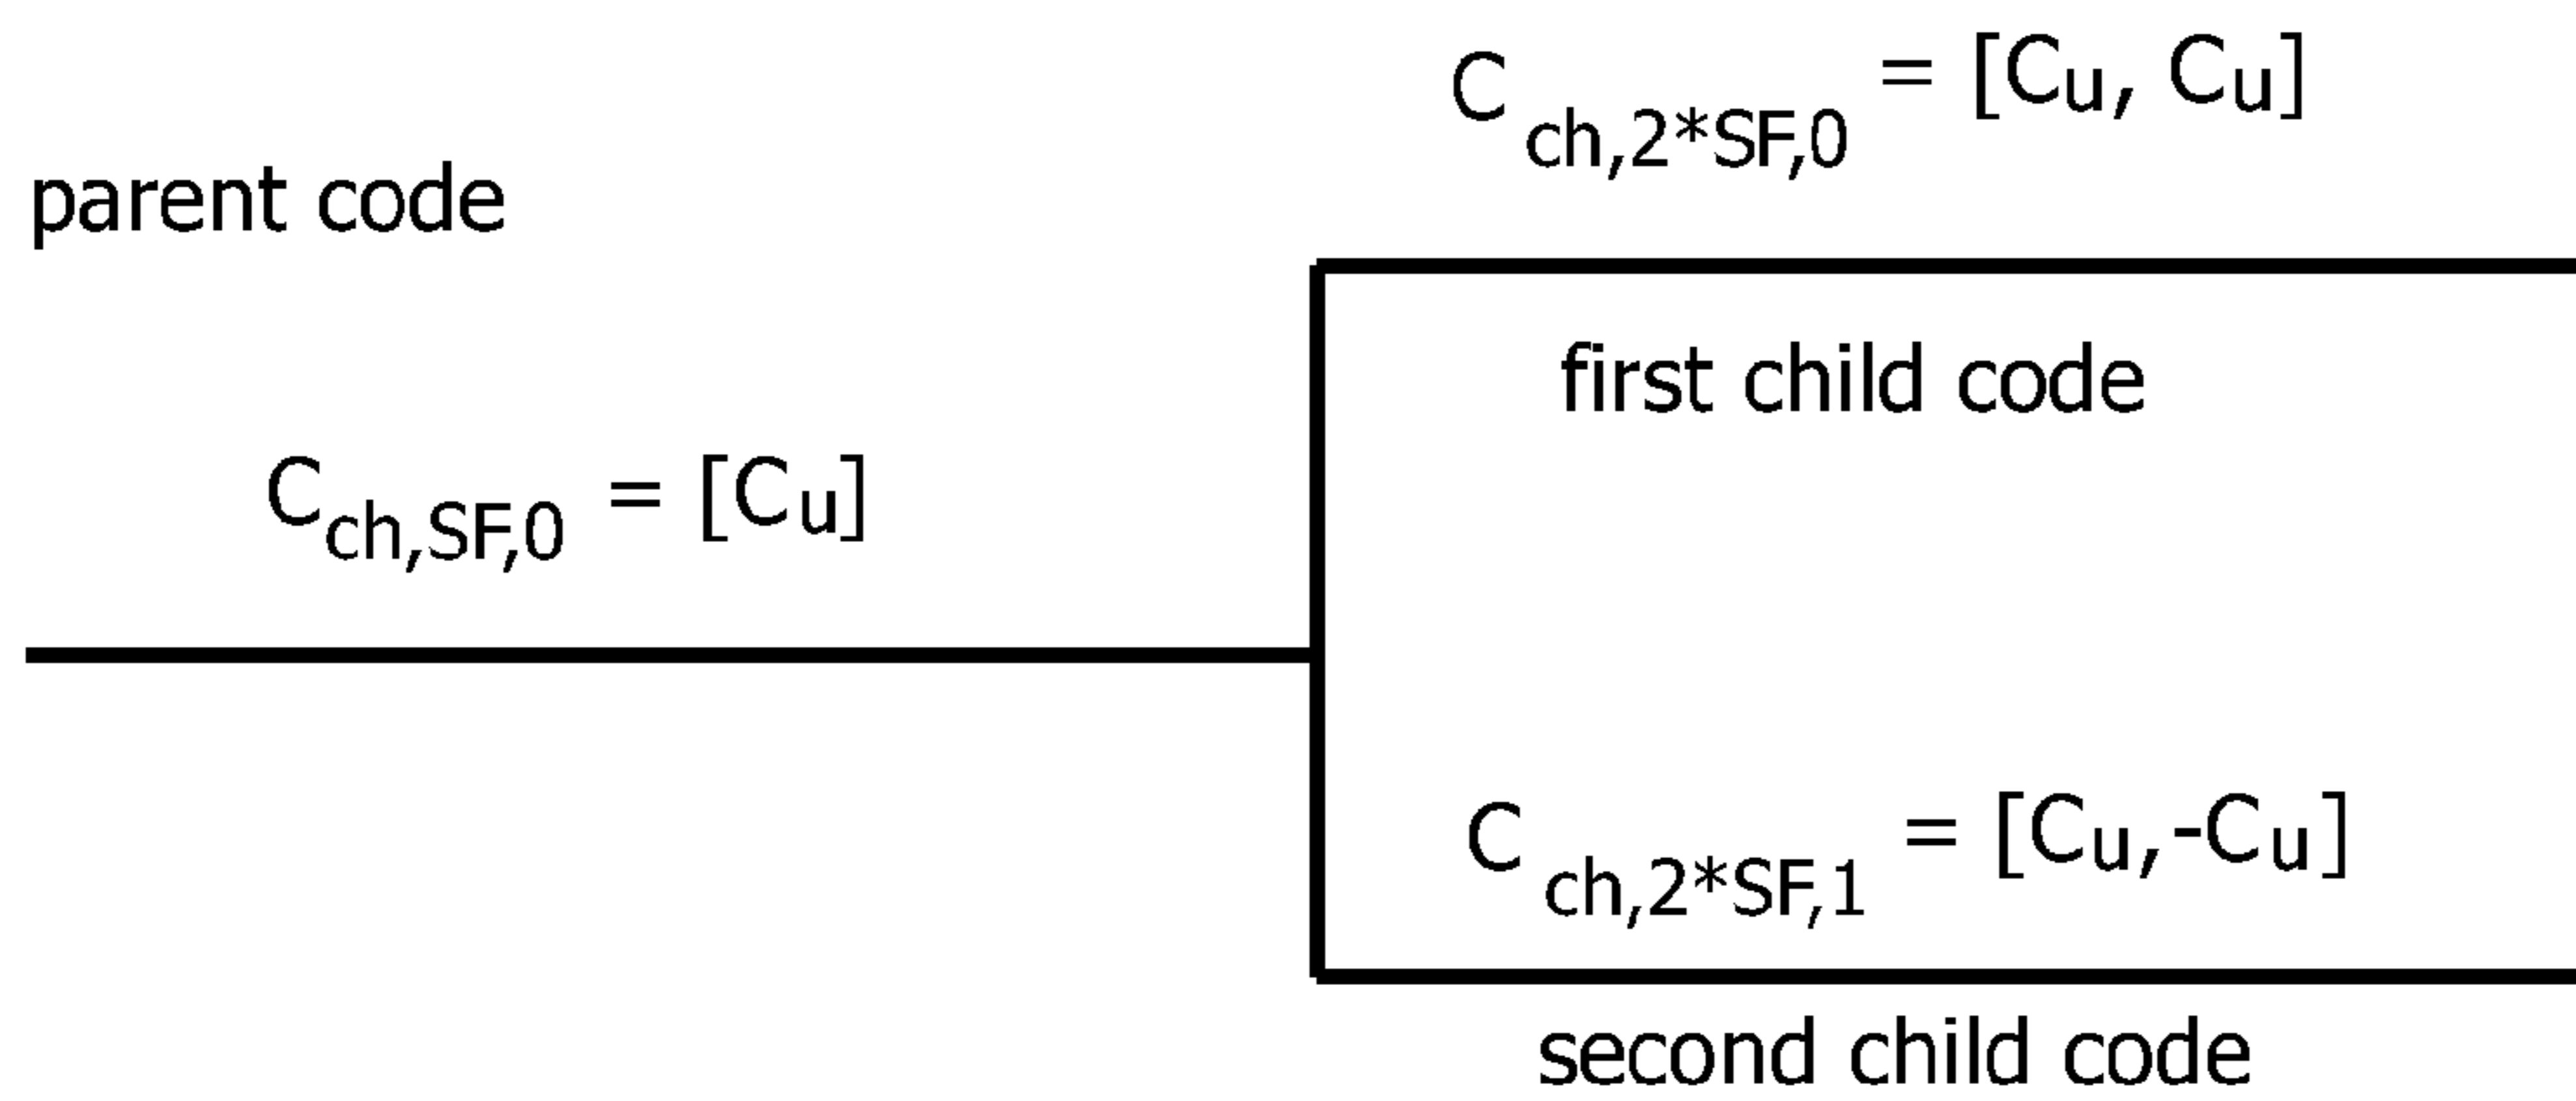 C ch,2*SF,0 = [Cu, Cu]
parent code
first child code
Cch,SF,0 = [Cu]
C ch,2*SF,1 = [Cu,-Cu]
second child code